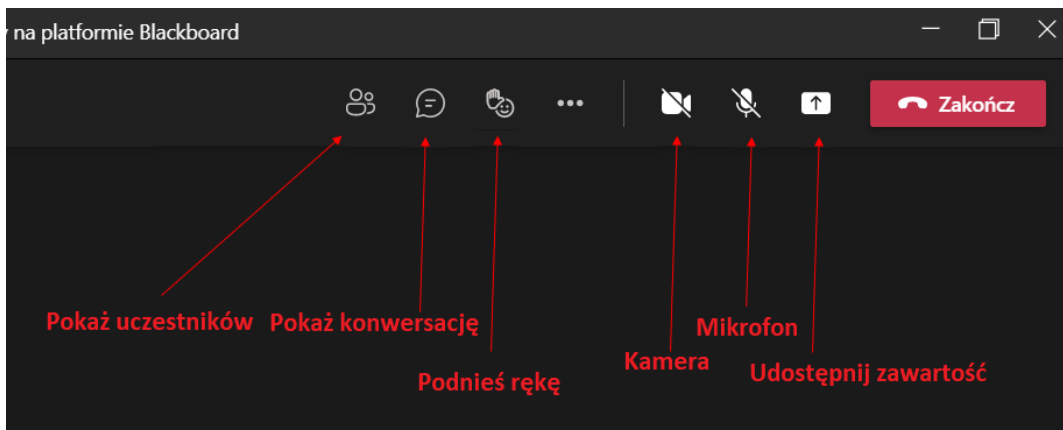 y na platformie Blackboard
Zakończ
Pokaż uczestników
Pokaż konwersację
Podnieś rękę
Kamera
Mikrofon
Udostępnij zawartość